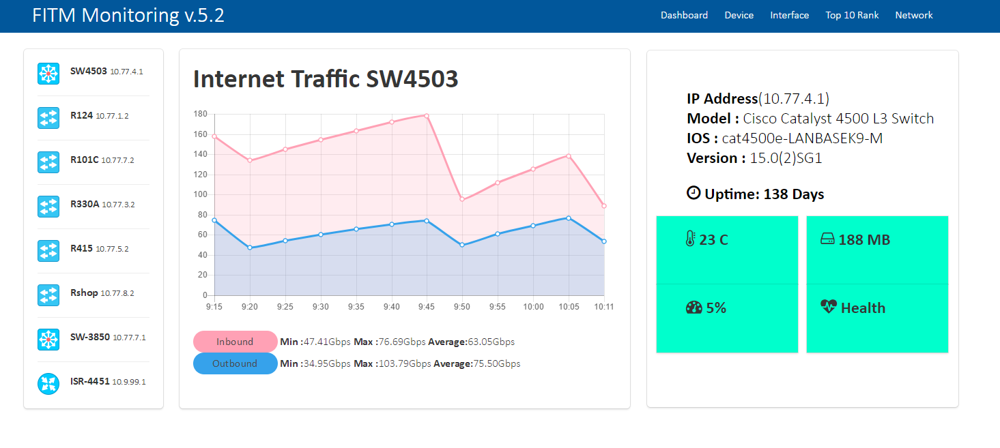 FITM Monitoring v.5.2
Dashboard Device Interface Top 10 Rank Network
SW4503 10.77.4.1
R124 10.77.1.2
R101C 10.77.7.2
R330A 10.77.3.2
R415 10.77.5.2
Rshop 10.77.8.2
SW-3850 10.77.7.1
ISR-4451 10.9.99.1
Internet Traffic SW4503
180
160
140
120
100
80
60
40
20
0
9:15 9:20 9:25 9:30 9:35 9:40 9:45 9:50 9:55 10:00 10:05 10:11
Inbound Min :47.41Gbps Max :76.69Gbps Average:63.05Gbps
Outbound Min :34.95Gbps Max :103.79Gbps Average:75.50Gbps
IP Address(10.77.4.1)
Model : Cisco Catalyst 4500 L3 Switch
IOS : cat4500e-LANBASEK9-M
Version : 15.0(2)SG1
Uptime: 138 Days
23 C
188 MB
5%
Health